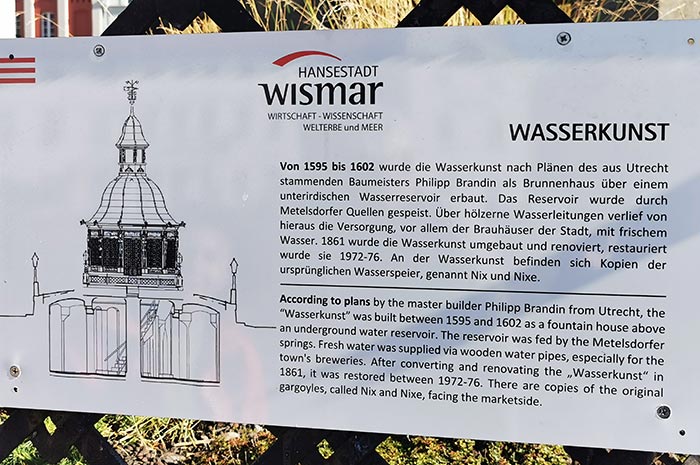 HANSESTADT
wismar
WIRTSCHAFT - WISSENSCHAFT
WELTERBE und MEER
WASSERKUNST
Von 1595 bis 1602 wurde die Wasserkunst nach Plänen des aus Utrecht
stammenden Baumeisters Philipp Brandin als Brunnenhaus über einem
unterirdischen Wasserreservoir erbaut. Das Reservoir wurde durch
Metelsdorfer Quellen gespeist. Über hölzerne Wasserleitungen verlief von
hieraus die Versorgung, vor allem der Brauhäuser der Stadt, mit frischem
Wasser. 1861 wurde die Wasserkunst umgebaut und renoviert, restauriert
wurde sie 1972-76. An der Wasserkunst befinden sich Kopien der
ursprünglichen Wasserspeier, genannt Nix und Nixe.
According to plans by the master builder Philipp Brandin from Utrecht, the
“Wasserkunst” was built between 1595 and 1602 as a fountain house above
an underground water reservoir. The reservoir was fed by the Metelsdorfer
springs. Fresh water was supplied via wooden water pipes, especially for the
town's breweries. After converting and renovating the „Wasserkunst” in
1861, it was restored between 1972-76. There are copies of the original
gargoyles, called Nix and Nixe, facing the marketside.